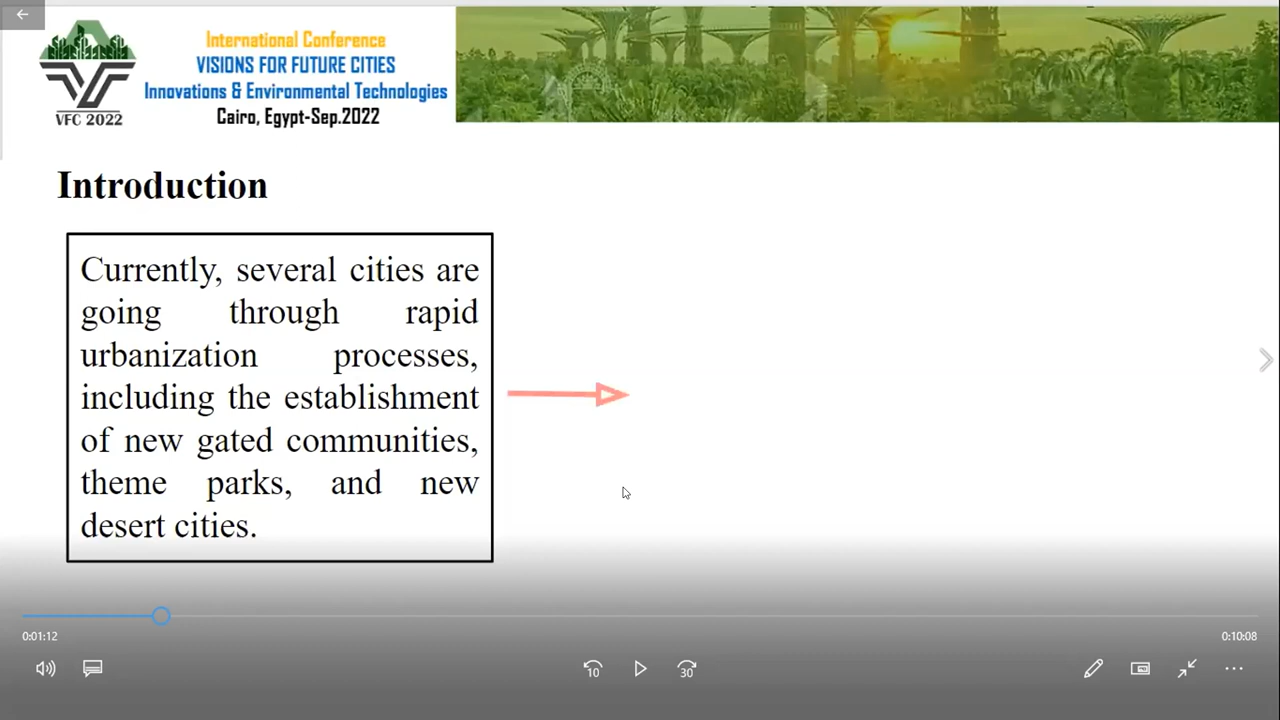 International Conference
VISIONS FOR FUTURE CITIES
Innovations & Environmental Technologies
Cairo, Egypt-Sep.2022
VFC 2022
Introduction
Currently, several cities are
going through rapid
urbanization processes,
including the establishment
of new gated communities,
theme parks, and new
desert cities.
0:01:12
0:10:08
10
30